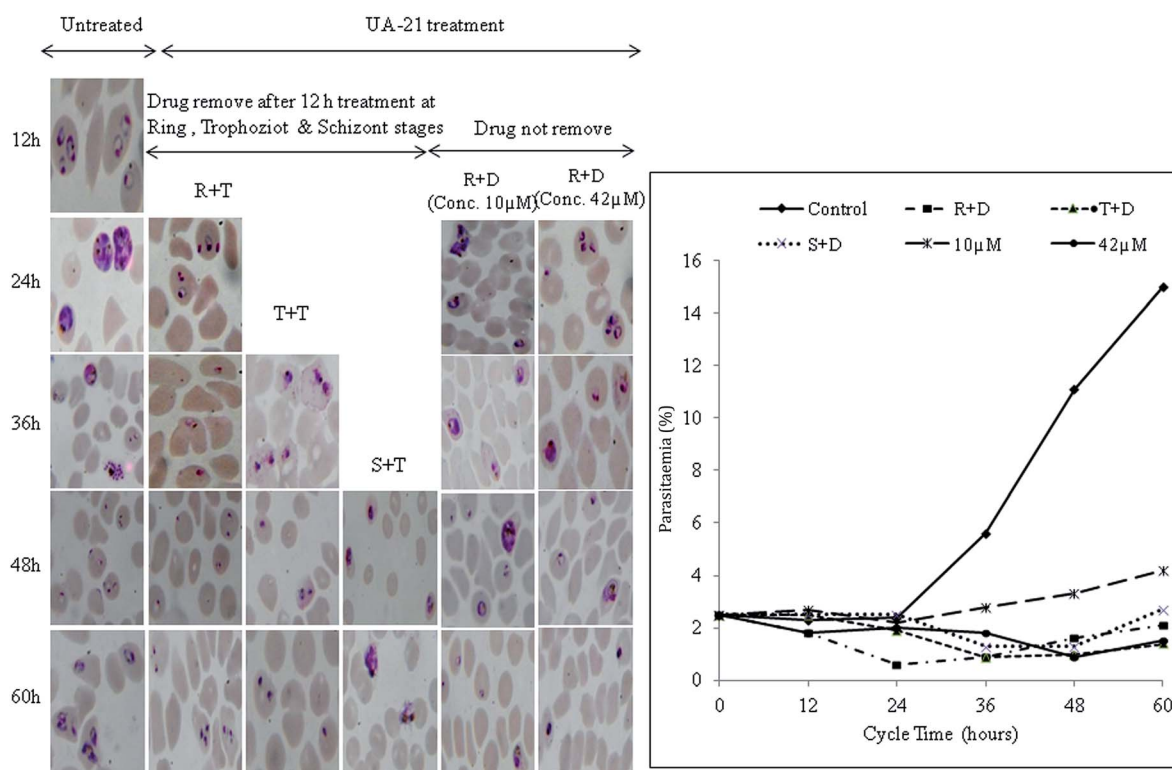 Untreated
UA-21 treatment
Drug remove after 12 h treatment at
Ring , Trophoziot & Schizont stages
Drug not remove
12h
R+T
R+D
(Conc. 10µM)
R+D
(Conc. 42µM)
24h
T+T
36h
S+T
48h
60h
Control
R+D
T+D
S+D
10µM
42µM
Parasitaemia (%)
16
14
12
10
8
6
4
2
0
0 12 24 36 48 60
Cycle Time (hours)